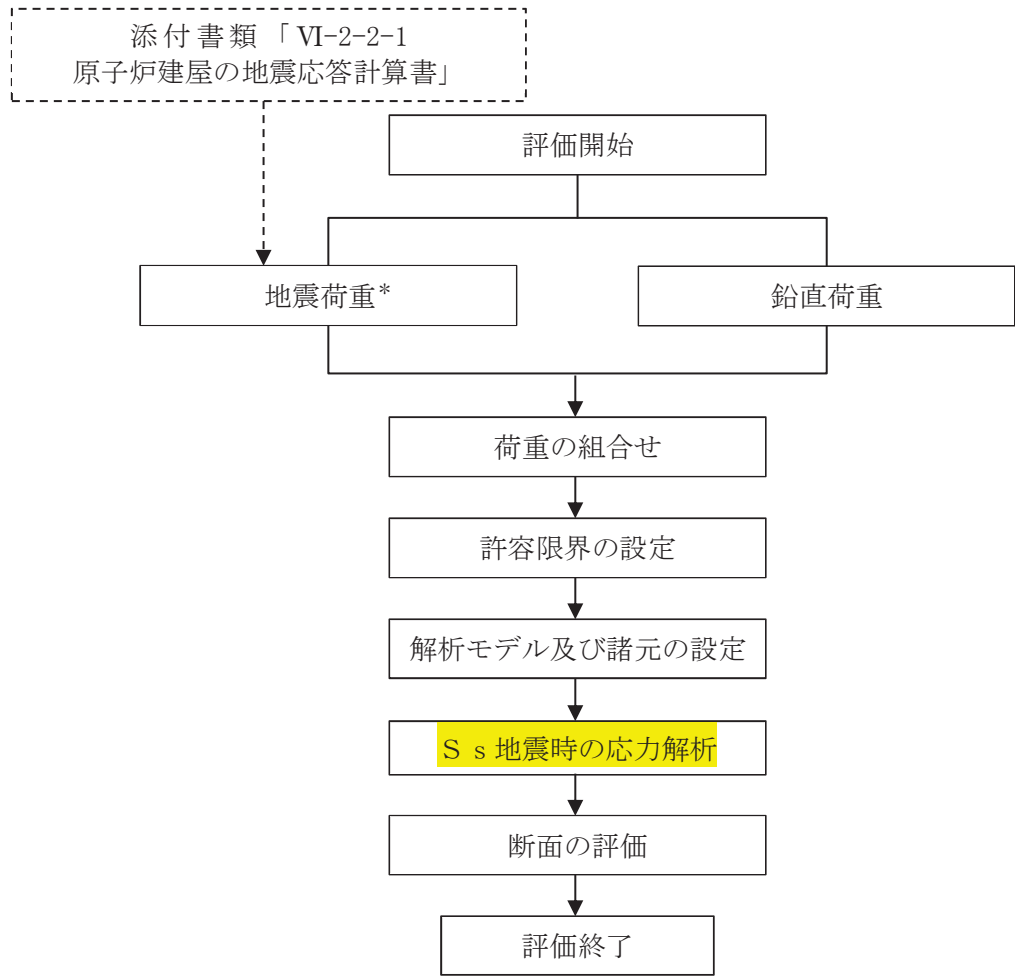 添付書類「Ⅵ-2-2-1
原子炉建屋の地震応答計算書」
評価開始
地震荷重*
鉛直荷重
荷重の組合せ
許容限界の設定
解析モデル及び諸元の設定
Ｓｓ地震時の応力解析
断面の評価
評価終了